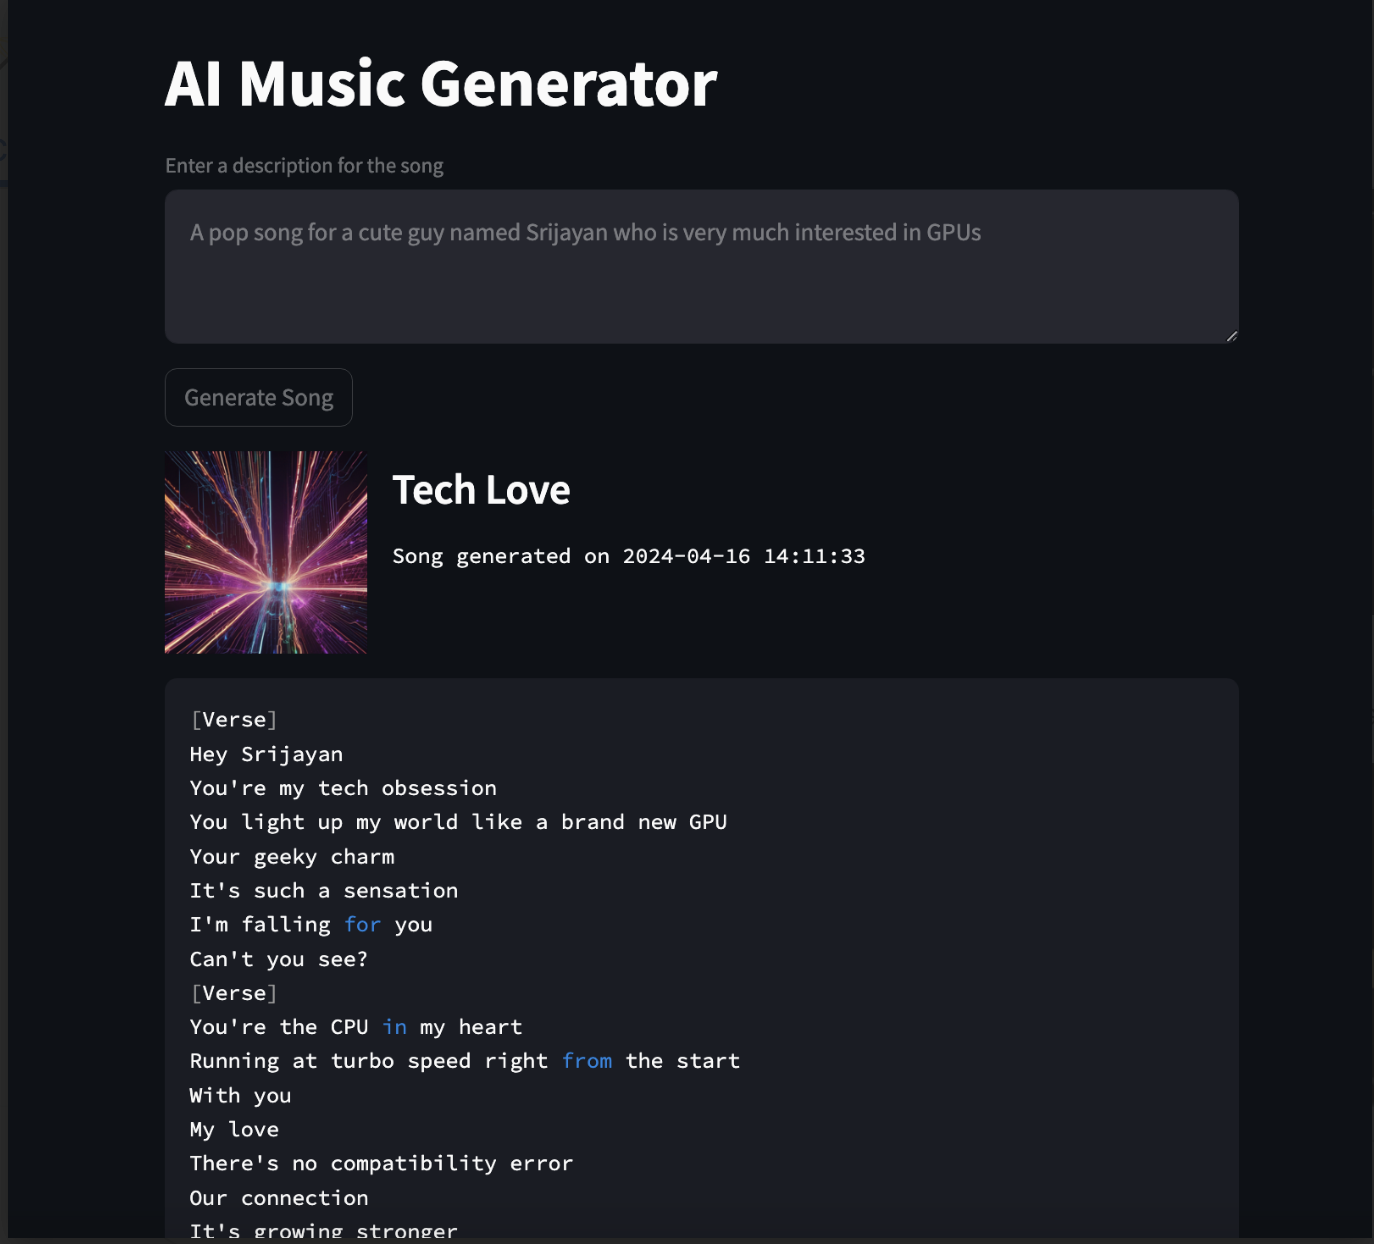 AI Music Generator
Enter a description for the song
A pop song for a cute guy named Srijayan who is very much interested in GPUs
Generate Song
Tech Love
Song generated on 2024-04-16 14:11:33
[Verse]
Hey Srijayan
You're my tech obsession
You light up my world like a brand new GPU
Your geeky charm
It's such a sensation
I'm falling for you
Can't you see?
[Verse]
You're the CPU in my heart
Running at turbo speed right from the start
With you
My love
There's no compatibility error
Our connection
It's growing stronger